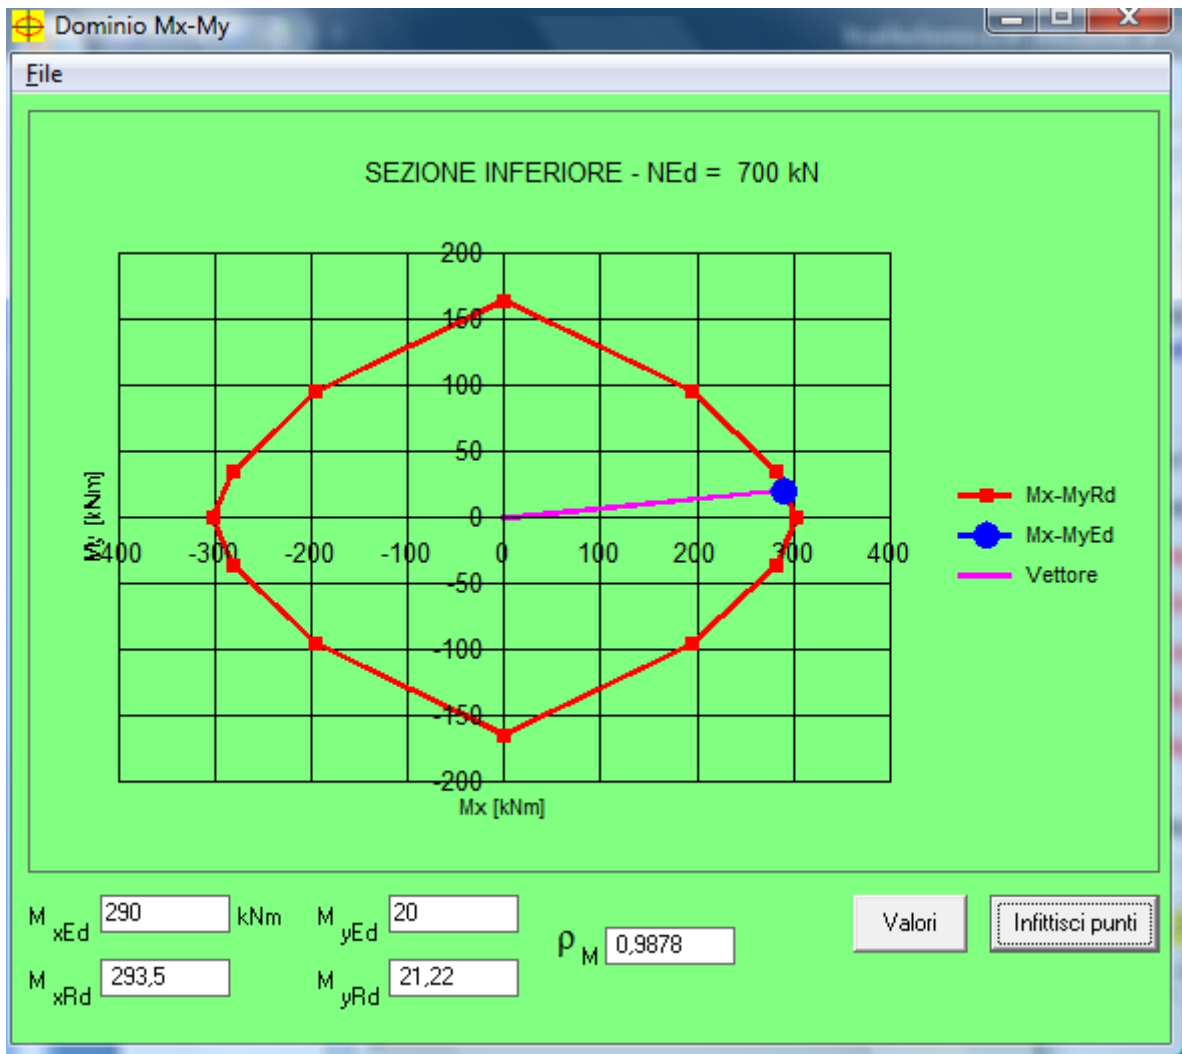 Dominio Mx-My
File
SEZIONE INFERIORE - NEd = 700 kN
200
150
100
50
0
-400 -300 -200 -100 0 100 200 300 400
-50
-100
-150
-200
My [kNm]
Mx [kNm]
Mx-MyRd
Mx-MyEd
Vettore
M xEd 290 kNm M yEd 20
ρ M 0,9878
Valori Infittisci punti
M xRd 293,5 M yRd 21,22